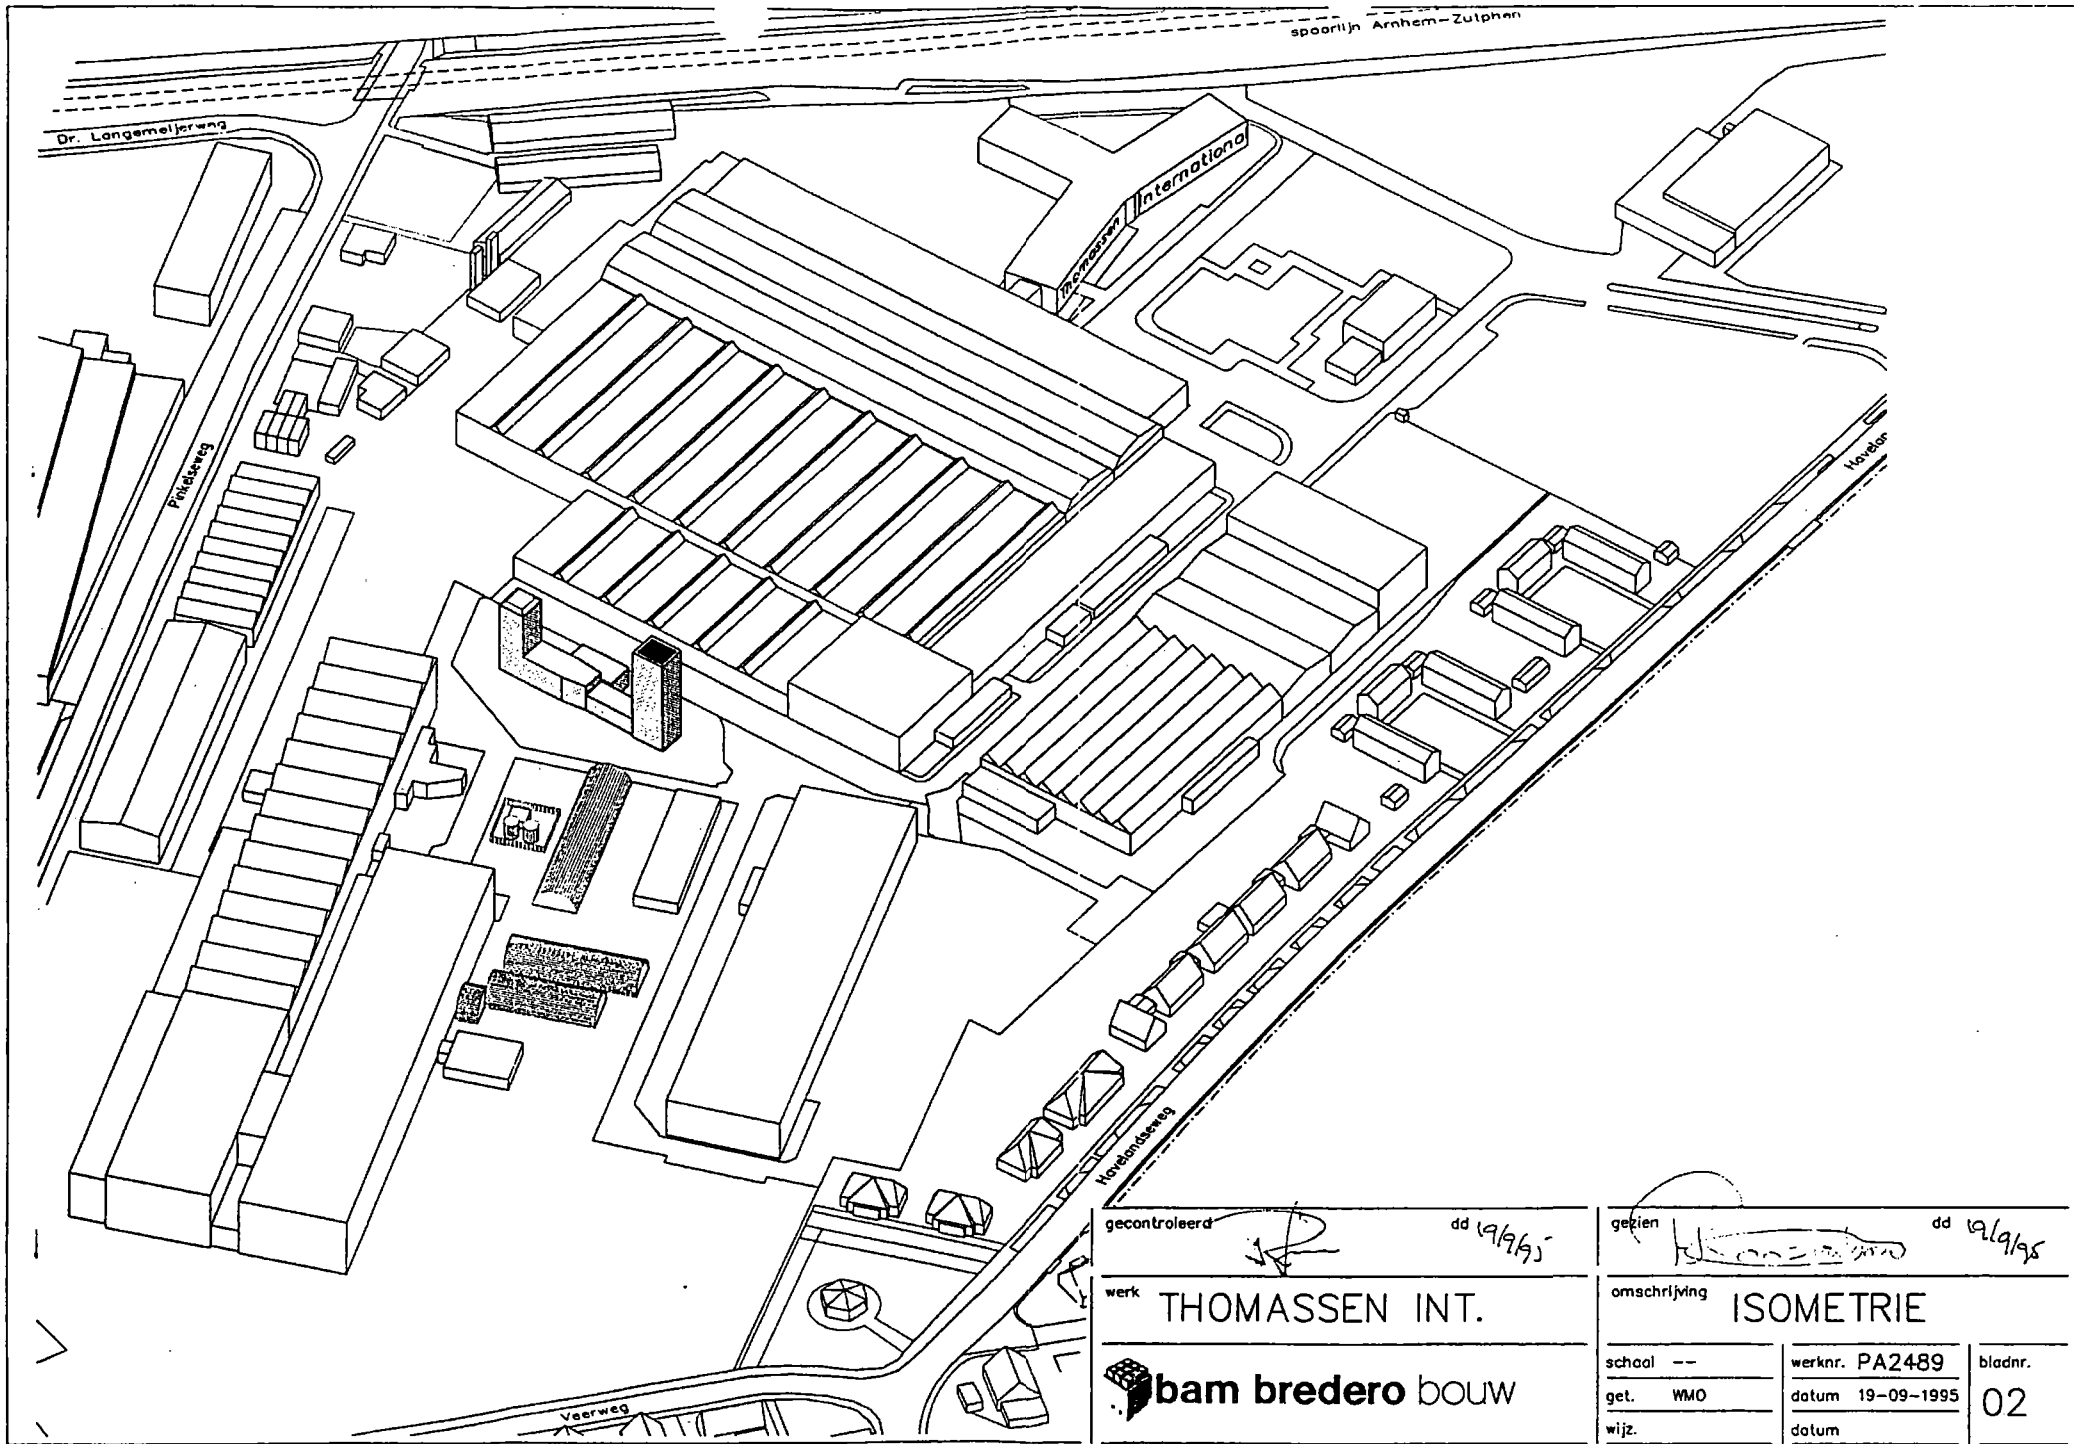 spoorlijn Arnhem-Zutphen
Dr. Langemeijerweg
International
Thomassen
Pinkelseweg
Havelandseweg
Veerweg
gecontroleerd dd 19/9/95
gezien dd 19/9/95
werk THOMASSEN INT.
omschrijving ISOMETRIE
bam bredero bouw
schaal --
werknr. PA2489
bladnr.
get. WMO
datum 19-09-1995
02
wijz.
datum